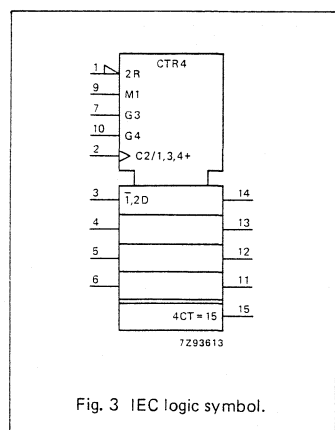 CTR4
1 2R
9 M1
7 G3
10 G4
2 C2/1,3,4+
3 1̅,2D 14
4 13
5 12
6 11
4CT = 15 15
7Z93613
Fig. 3 IEC logic symbol.